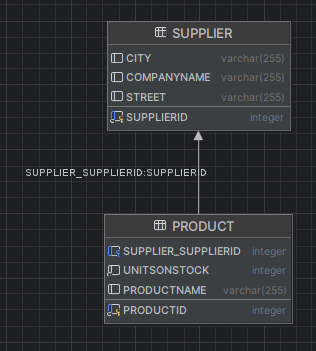 SUPPLIER
CITY varchar(255)
COMPANYNAME varchar(255)
STREET varchar(255)
SUPPLIERID integer
SUPPLIER_SUPPLIERID:SUPPLIERID
PRODUCT
SUPPLIER_SUPPLIERID integer
UNITSONSTOCK integer
PRODUCTNAME varchar(255)
PRODUCTID integer